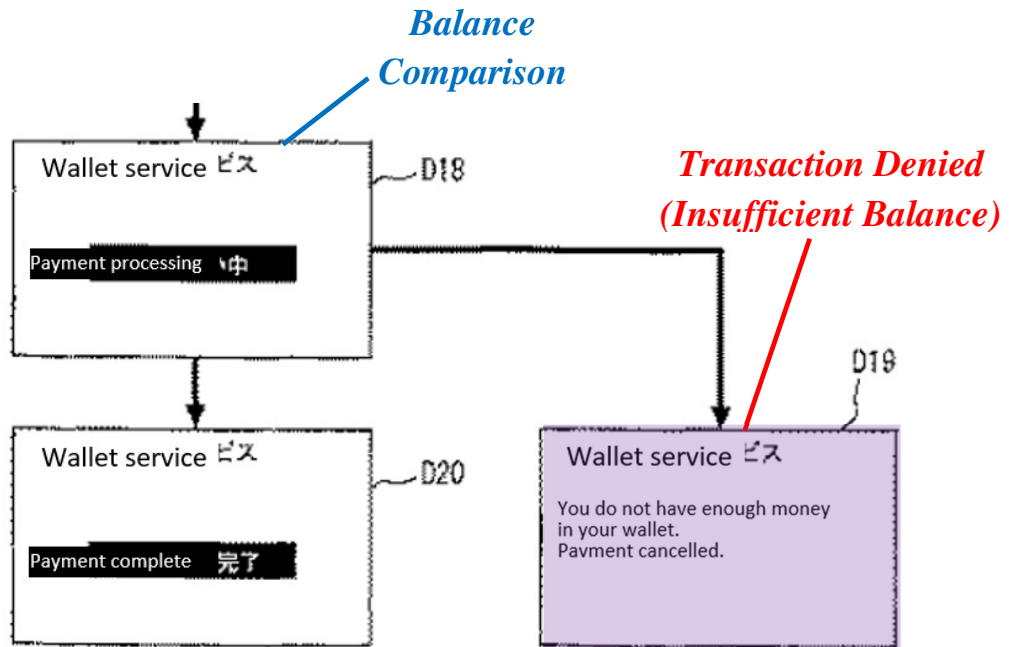 Balance
Comparison
Wallet service ビス
D18
Transaction Denied
(Insufficient Balance)
Payment processing 中
D19
Wallet service ビス
D20
Wallet service ビス
You do not have enough money
in your wallet.
Payment cancelled.
Payment complete 完了